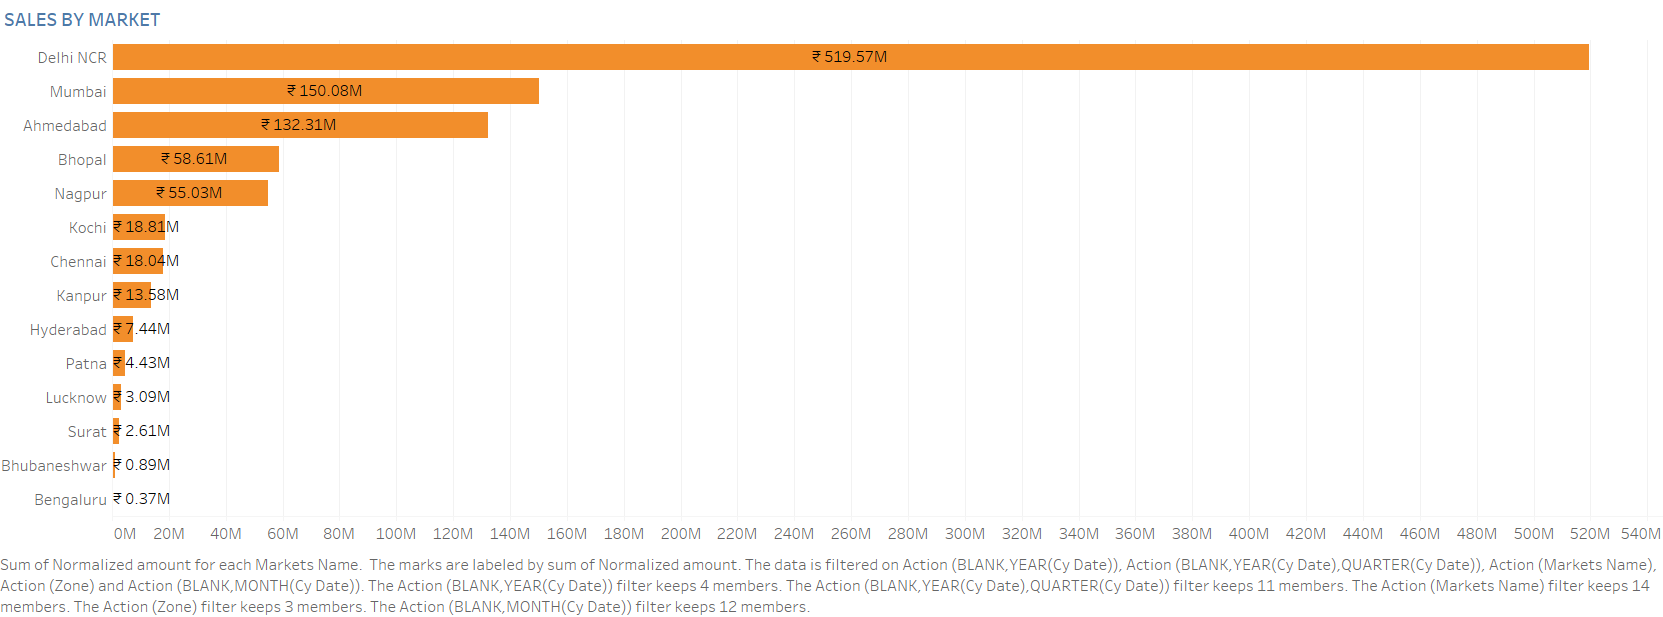 SALES BY MARKET
Delhi NCR ₹ 519.57M
Mumbai ₹ 150.08M
Ahmedabad ₹ 132.31M
Bhopal ₹ 58.61M
Nagpur ₹ 55.03M
Kochi ₹ 18.81M
Chennai ₹ 18.04M
Kanpur ₹ 13.58M
Hyderabad ₹ 7.44M
Patna ₹ 4.43M
Lucknow ₹ 3.09M
Surat ₹ 2.61M
Bhubaneshwar ₹ 0.89M
Bengaluru ₹ 0.37M
0M 20M 40M 60M 80M 100M 120M 140M 160M 180M 200M 220M 240M 260M 280M 300M 320M 340M 360M 380M 400M 420M 440M 460M 480M 500M 520M 540M
Sum of Normalized amount for each Markets Name.  The marks are labeled by sum of Normalized amount. The data is filtered on Action (BLANK,YEAR(Cy Date)), Action (BLANK,YEAR(Cy Date),QUARTER(Cy Date)), Action (Markets Name),
Action (Zone) and Action (BLANK,MONTH(Cy Date)). The Action (BLANK,YEAR(Cy Date)) filter keeps 4 members. The Action (BLANK,YEAR(Cy Date),QUARTER(Cy Date)) filter keeps 11 members. The Action (Markets Name) filter keeps 14
members. The Action (Zone) filter keeps 3 members. The Action (BLANK,MONTH(Cy Date)) filter keeps 12 members.